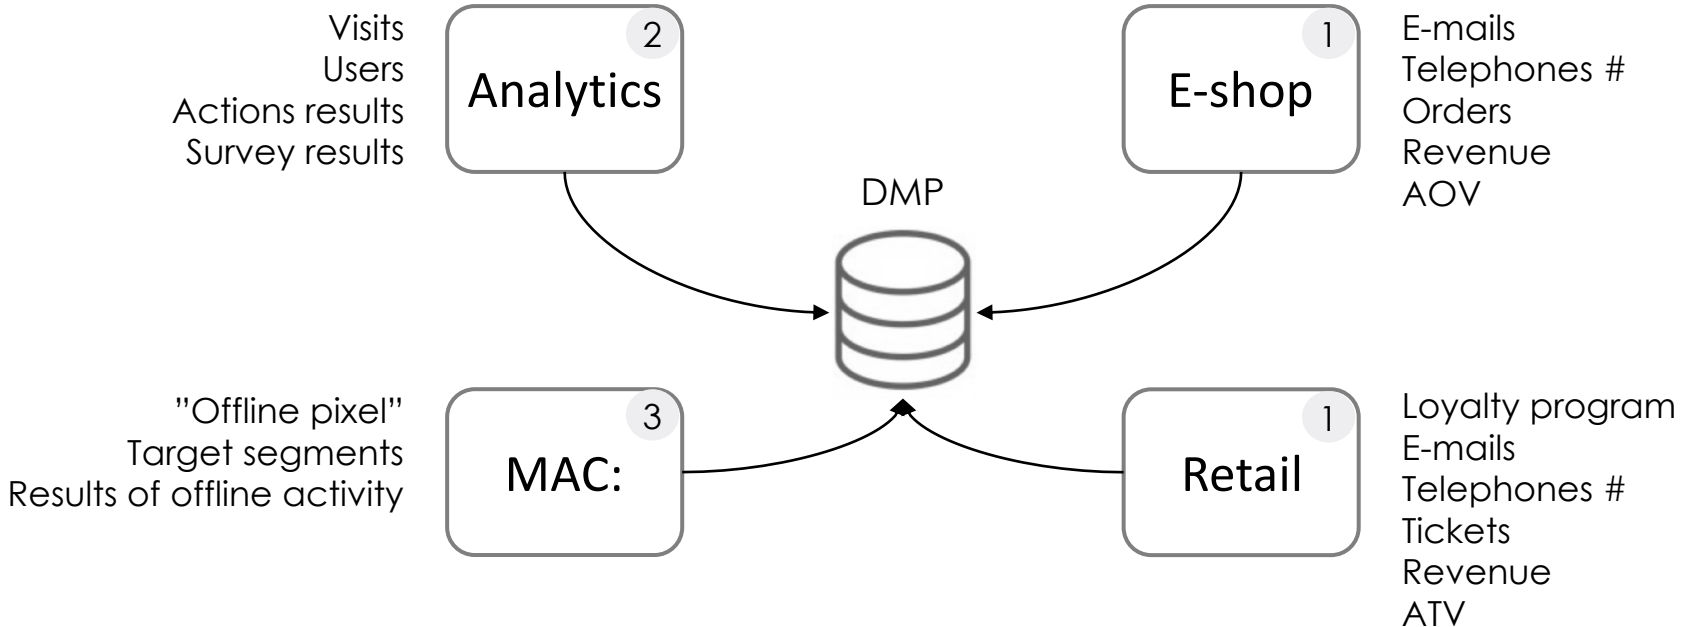 Visits
Users
Actions results
Survey results
2
Analytics
1
E-shop
E-mails
Telephones #
Orders
Revenue
AOV
DMP
”Offline pixel”
Target segments
Results of offline activity
3
MAC:
1
Retail
Loyalty program
E-mails
Telephones #
Tickets
Revenue
ATV